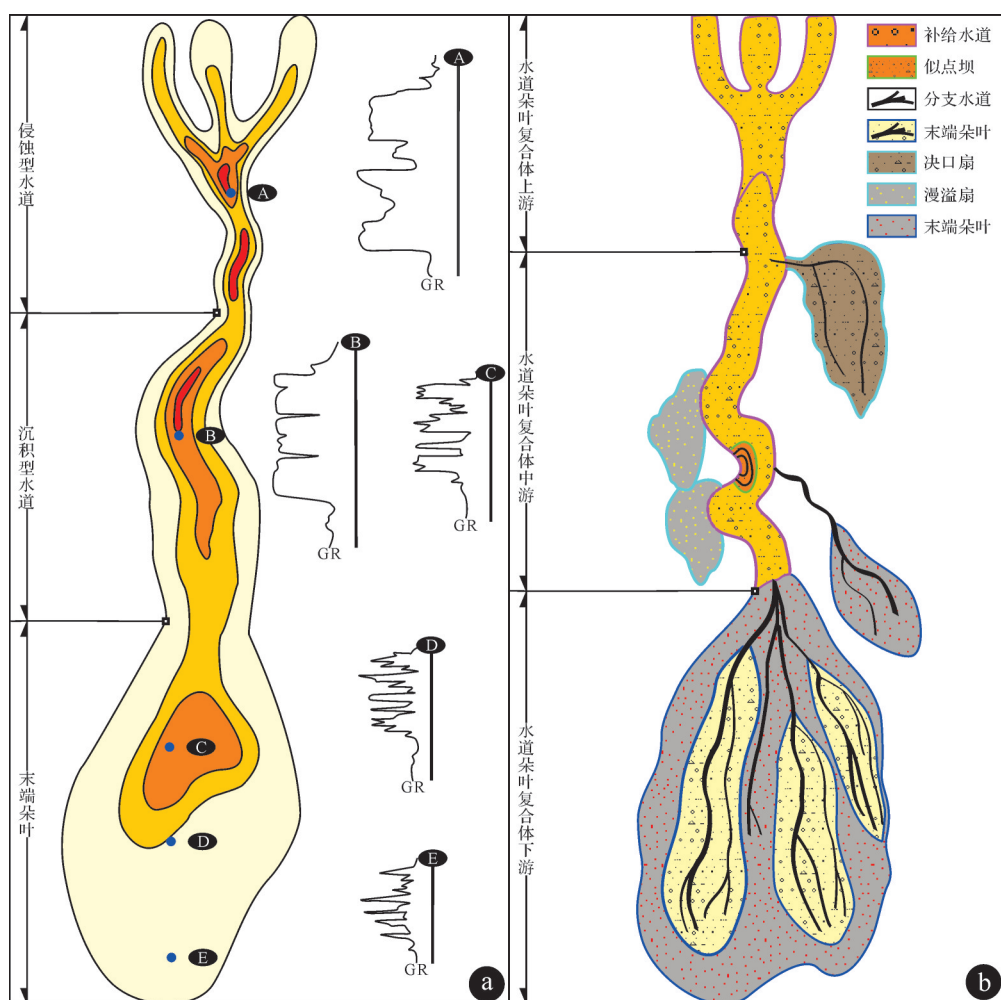 侵蚀型水道
沉积型水道
末端朵叶
A
A
GR
B
B
GR
C
GR
C
D
GR
D
E
GR
E
a
水道朵叶复合体上游
水道朵叶复合体中游
水道朵叶复合体下游
补给水道
似点坝
分支水道
末端朵叶
决口扇
漫溢扇
末端朵叶
b